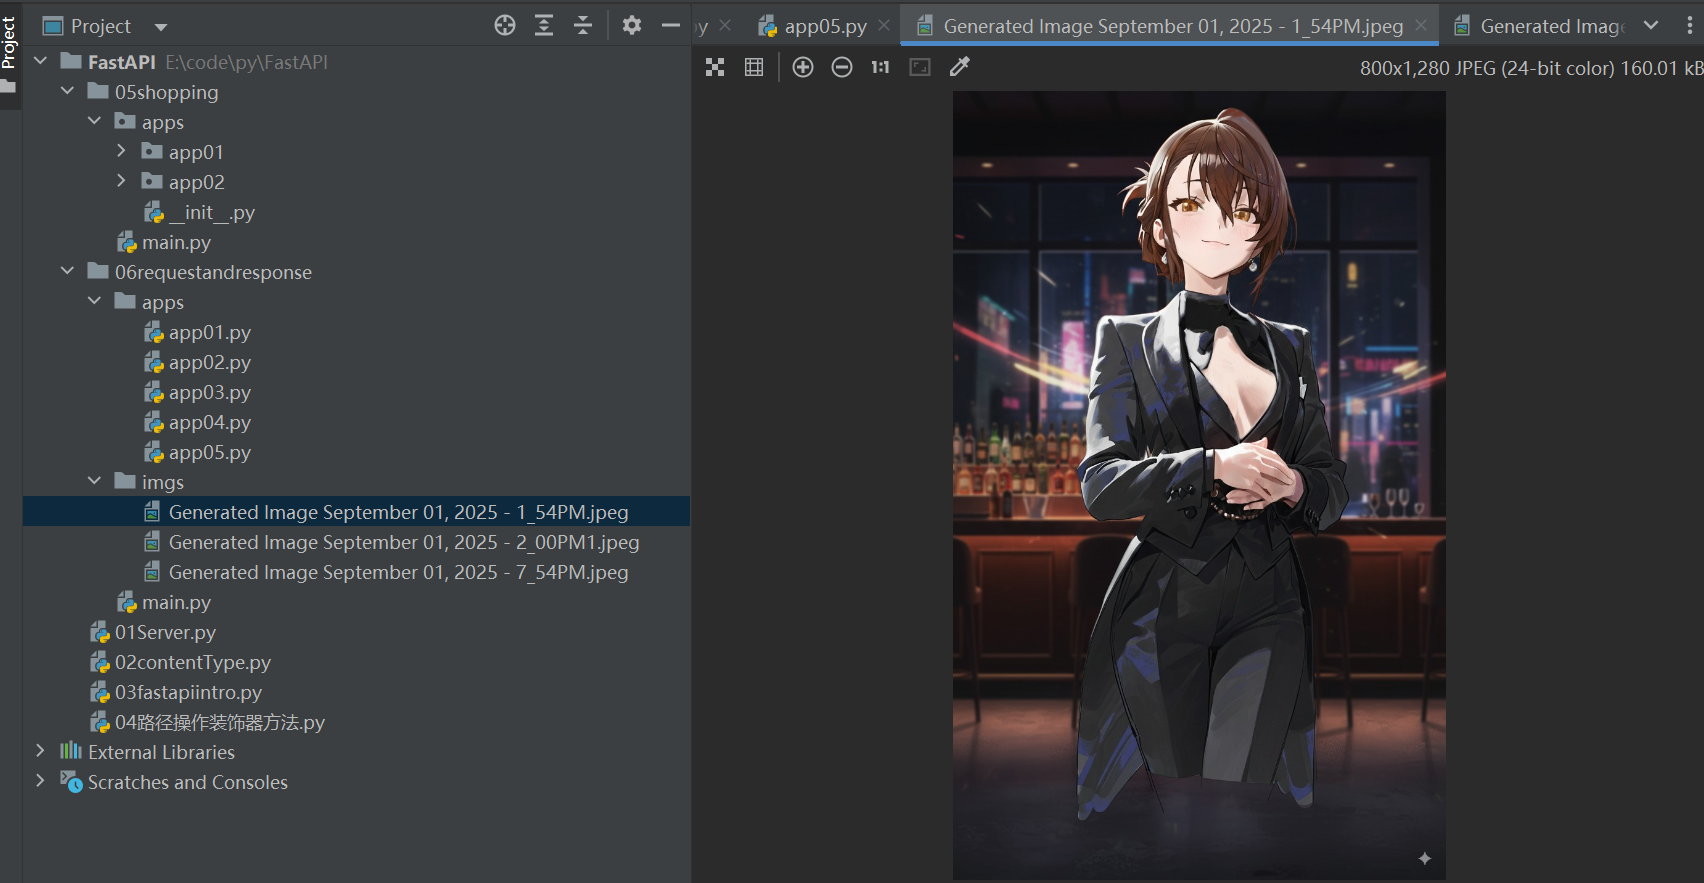 Project
Project
py
app05.py
Generated Image September 01, 2025 - 1_54PM.jpeg
Generated Imag
FastAPI E:\code\py\FastAPI
1:1
800x1,280 JPEG (24-bit color) 160.01 kB
05shopping
apps
app01
app02
__init__.py
main.py
06requestandresponse
apps
app01.py
app02.py
app03.py
app04.py
app05.py
imgs
Generated Image September 01, 2025 - 1_54PM.jpeg
Generated Image September 01, 2025 - 2_00PM1.jpeg
Generated Image September 01, 2025 - 7_54PM.jpeg
main.py
01Server.py
02contentType.py
03fastapiintro.py
04路径操作装饰器方法.py
External Libraries
Scratches and Consoles